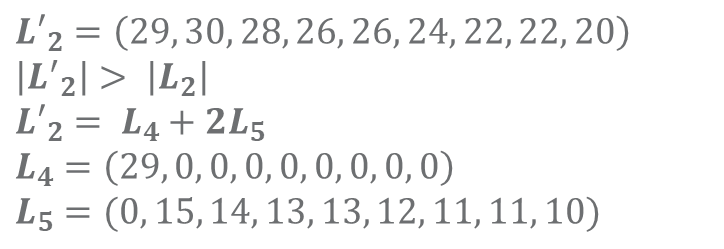 L'₂ = (29, 30, 28, 26, 26, 24, 22, 22, 20)
|L'₂| > |L₂|
L'₂ = L₄ + 2L₅
L₄ = (29, 0, 0, 0, 0, 0, 0, 0, 0)
L₅ = (0, 15, 14, 13, 13, 12, 11, 11, 10)